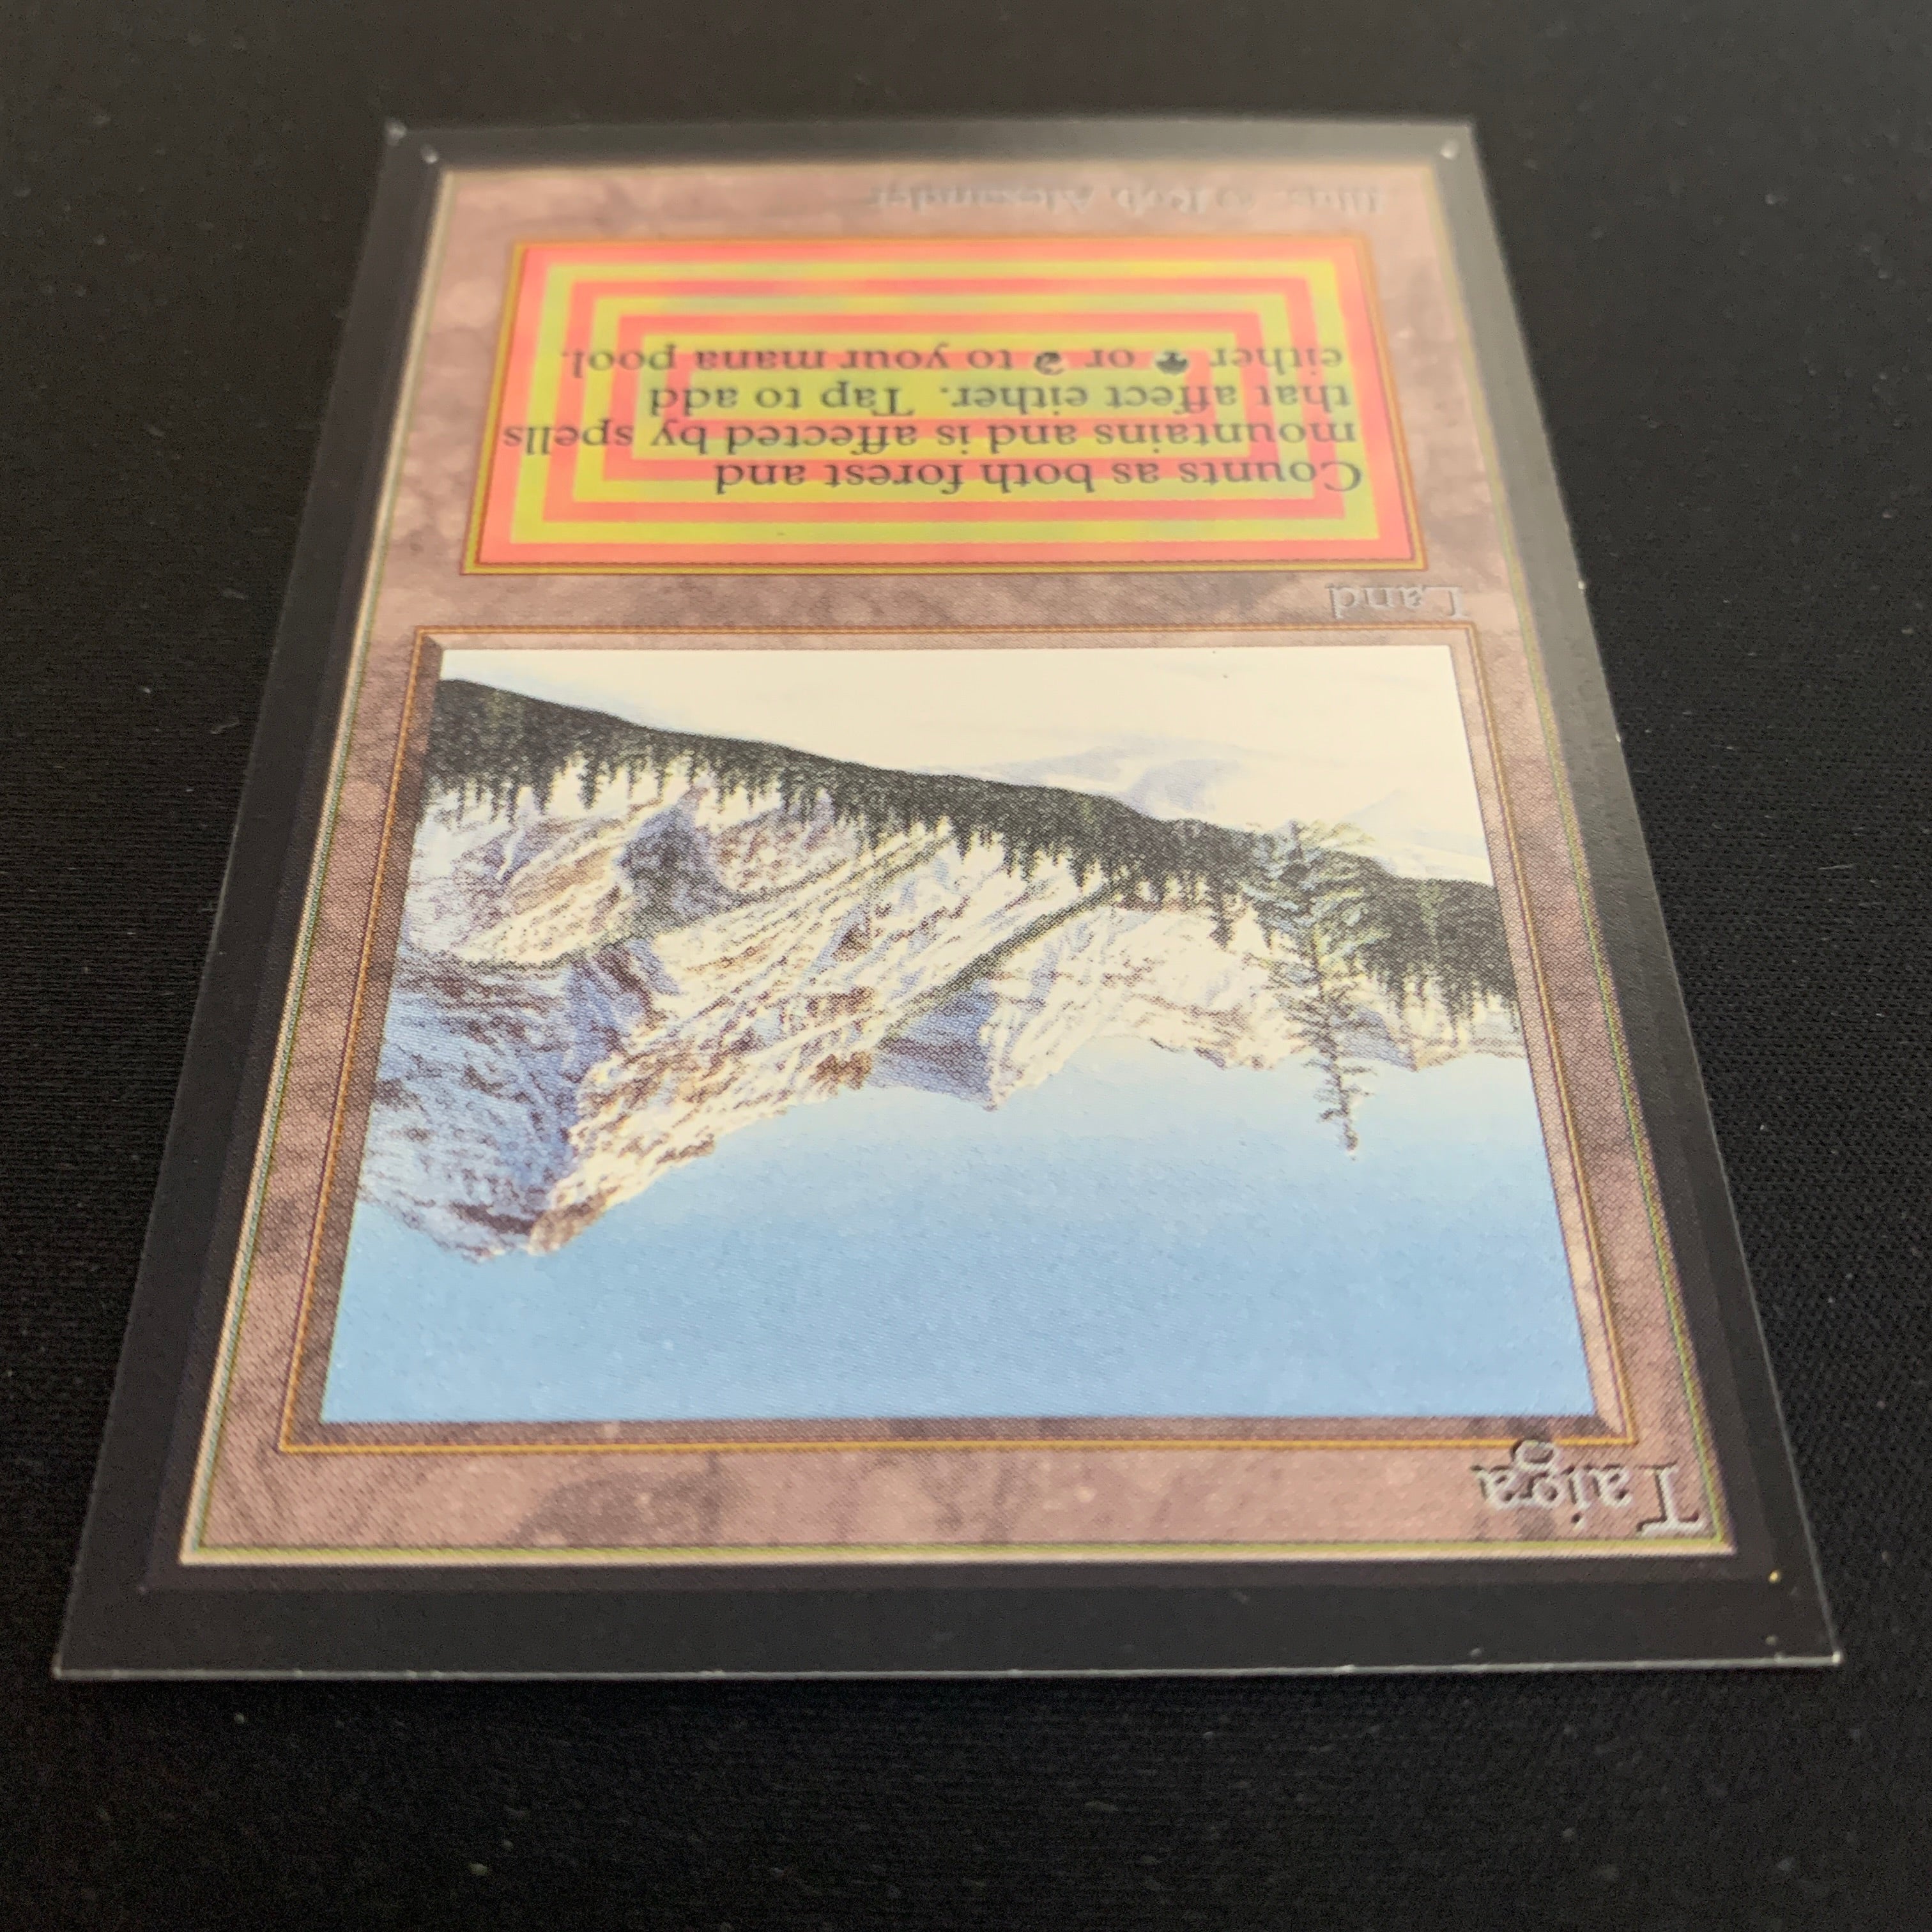 Taiga
Land
Counts as both forest and
mountains and is affected by spells
that affect either. Tap to add
either or to your mana pool.
Illus. © Rob Alexander